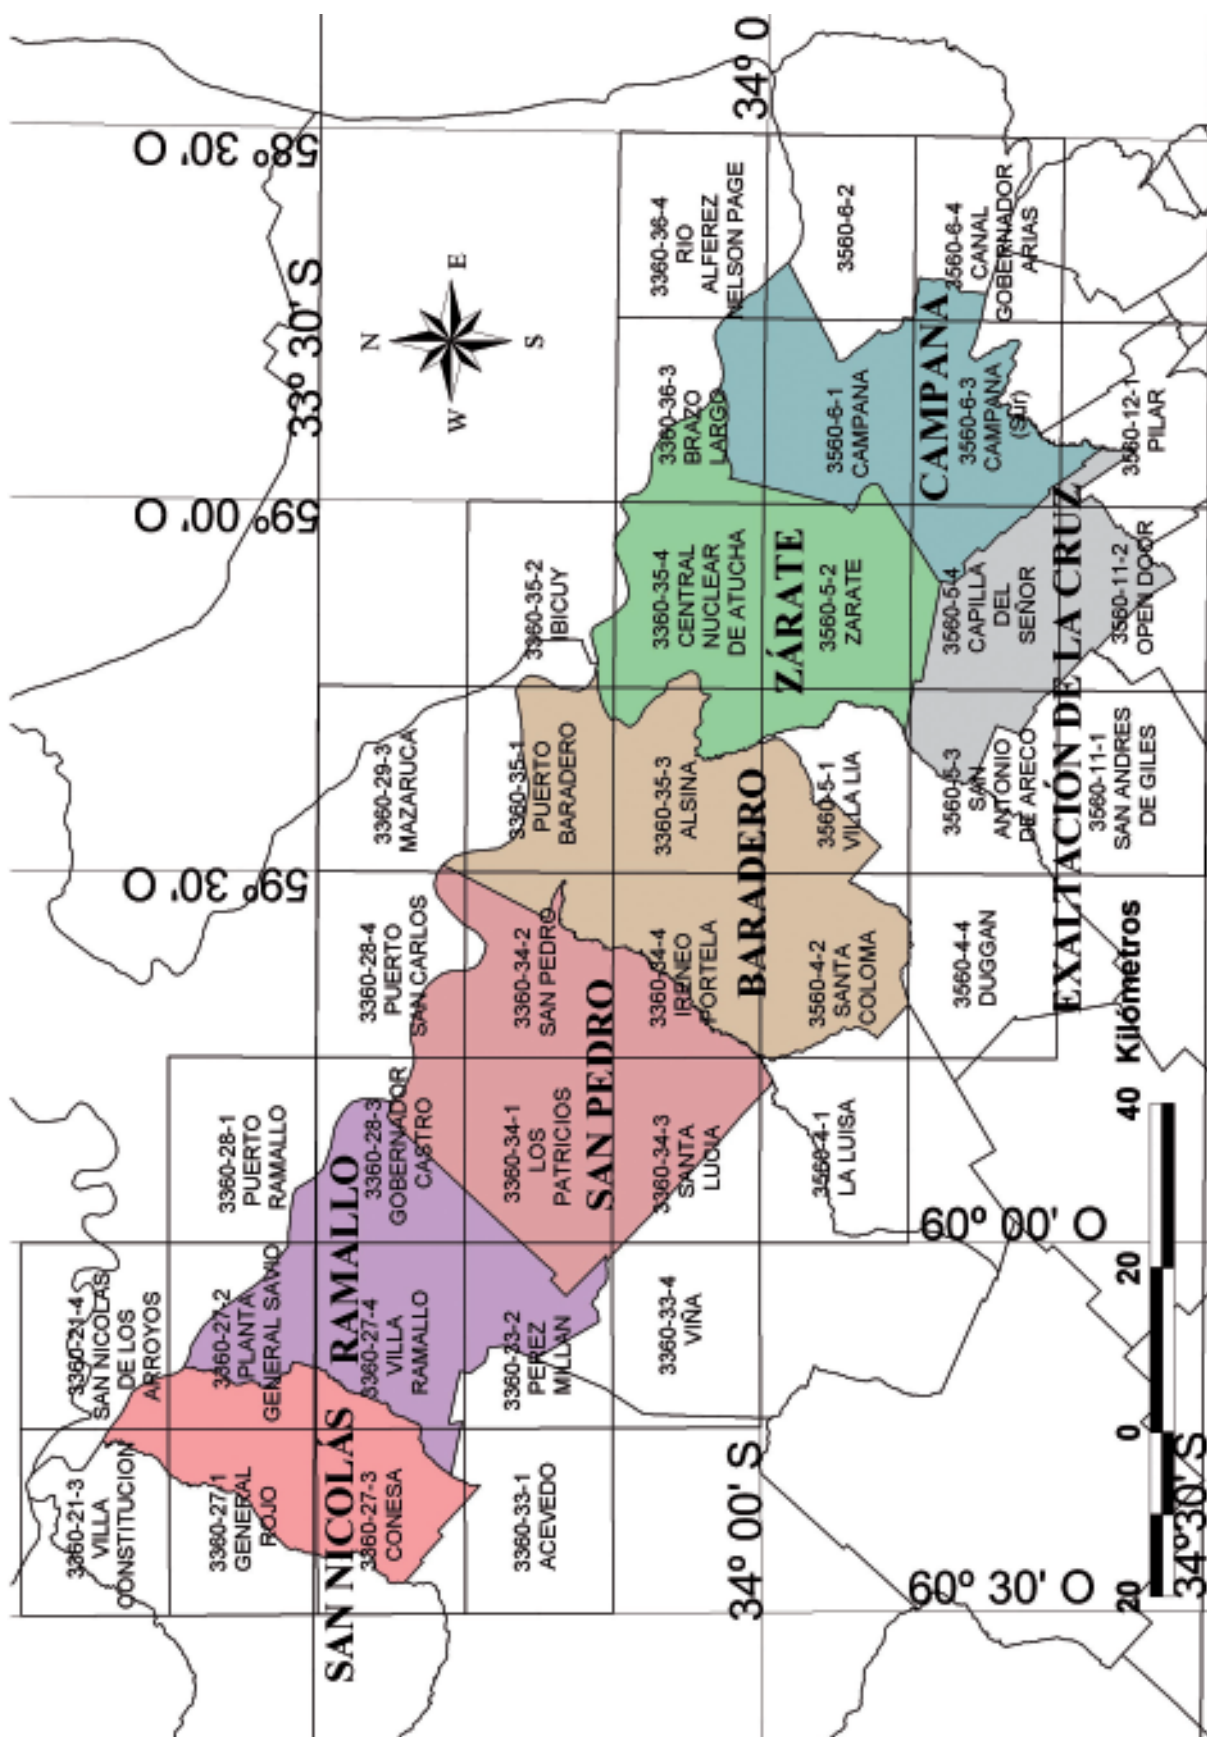 3360-21-3
VILLA
CONSTITUCION
3360-21-4
SAN NICOLAS
DE LOS
ARROYOS
59º 30' O
59º 00' O
58º 30' O
3360-27-1
GENERAL
ROJO
3360-27-2
PLANTA
GENERAL SAVIO
3360-28-1
PUERTO
RAMALLO
33º 30' S
SAN NICOLÁS
RAMALLO
3360-27-3
CONESA
3360-27-4
VILLA
RAMALLO
3360-28-3
GOBERNADOR
CASTRO
3360-28-4
PUERTO
SAN CARLOS
3360-29-3
MAZARUCA
N
W
E
S
3360-33-1
ACEVEDO
3360-33-2
PEREZ
MILLAN
3360-34-1
LOS
PATRICIOS
3360-34-2
SAN PEDRO
3360-35-1
PUERTO
BARADERO
3360-35-2
IBICUY
SAN PEDRO
3360-33-4
VIÑA
3360-34-3
SANTA
LUCIA
3360-34-4
IRENEO
PORTELA
3360-35-3
ALSINA
3360-35-4
CENTRAL
NUCLEAR
DE ATUCHA
3360-36-3
BRAZO
LARGO
3360-36-4
RIO
ALFEREZ
NELSON PAGE
34º 00' S
BARADERO
ZÁRATE
34º 0
3560-4-1
LA LUISA
3560-4-2
SANTA
COLOMA
3560-5-1
VILLA LIA
3560-5-2
ZARATE
3560-6-1
CAMPANA
3560-6-2
60º 30' O
60º 00' O
CAMPANA
3560-4-4
DUGGAN
3560-5-3
SAN
ANTONIO
DE ARECO
3560-54
CAPILLA
DEL
SEÑOR
3560-6-3
CAMPANA
(sur)
3560-6-4
CANAL
GOBERNADOR
ARIAS
EXALTACIÓN DE LA CRUZ
3560-11-1
SAN ANDRES
DE GILES
3560-11-2
OPEN DOOR
3560-12-1
PILAR
20 0 20 40 Kilómetros
34º30' S